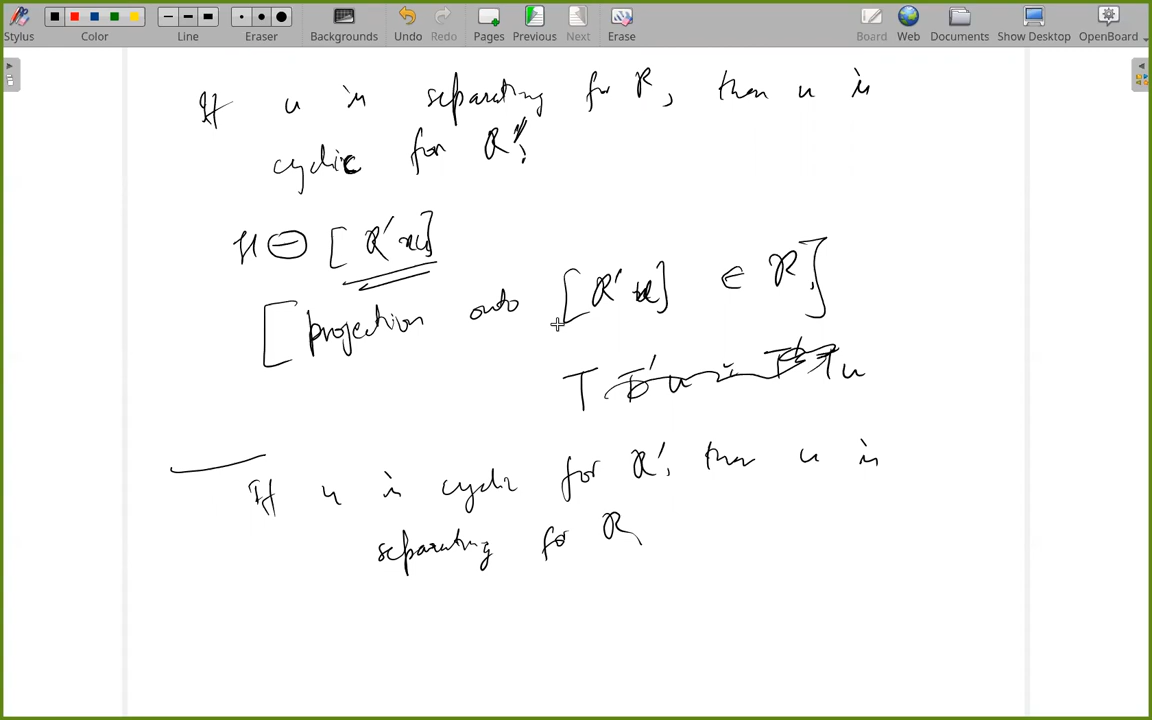 Stylus Color Line Eraser Backgrounds Undo Redo Pages Previous Next Erase Board Web Documents Show Desktop OpenBoard
If u is separating for R, then u is
cyclic for R'.
H ⊖ [R'u]
[projection onto [R'u] ∈ R]
T T'u = T'Tu
If u is cyclic for R', then u is
separating for R